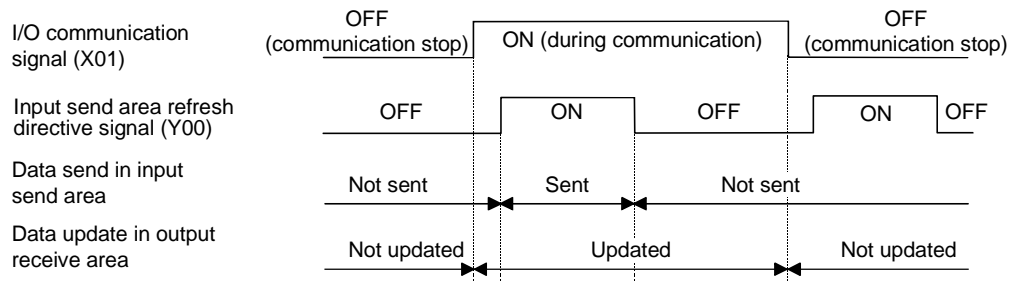 OFF
(communication stop)
ON (during communication)
OFF
(communication stop)
I/O communication
signal (X01)
Input send area refresh
directive signal (Y00)
OFF
ON
OFF
ON
OFF
Data send in input
send area
Not sent
Sent
Not sent
Data update in output
receive area
Not updated
Updated
Not updated